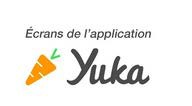 Écrans de l'application
Yuka